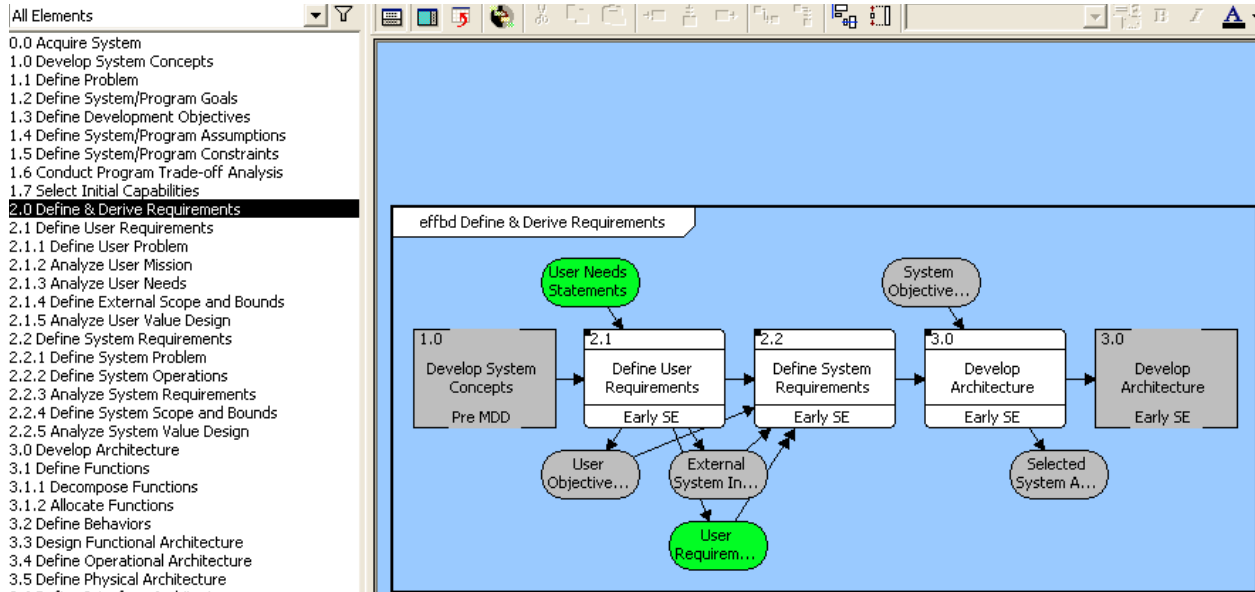 All Elements
0.0 Acquire System
1.0 Develop System Concepts
1.1 Define Problem
1.2 Define System/Program Goals
1.3 Define Development Objectives
1.4 Define System/Program Assumptions
1.5 Define System/Program Constraints
1.6 Conduct Program Trade-off Analysis
1.7 Select Initial Capabilities
2.0 Define & Derive Requirements
2.1 Define User Requirements
2.1.1 Define User Problem
2.1.2 Analyze User Mission
2.1.3 Analyze User Needs
2.1.4 Define External Scope and Bounds
2.1.5 Analyze User Value Design
2.2 Define System Requirements
2.2.1 Define System Problem
2.2.2 Define System Operations
2.2.3 Analyze System Requirements
2.2.4 Define System Scope and Bounds
2.2.5 Analyze System Value Design
3.0 Develop Architecture
3.1 Define Functions
3.1.1 Decompose Functions
3.1.2 Allocate Functions
3.2 Define Behaviors
3.3 Design Functional Architecture
3.4 Define Operational Architecture
3.5 Define Physical Architecture
B I A
effbd Define & Derive Requirements
User Needs
Statements
System
Objective...
1.0
Develop System
Concepts
Pre MDD
2.1
Define User
Requirements
Early SE
2.2
Define System
Requirements
Early SE
3.0
Develop
Architecture
Early SE
3.0
Develop
Architecture
Early SE
User
Objective...
External
System In...
Selected
System A...
User
Requirem...